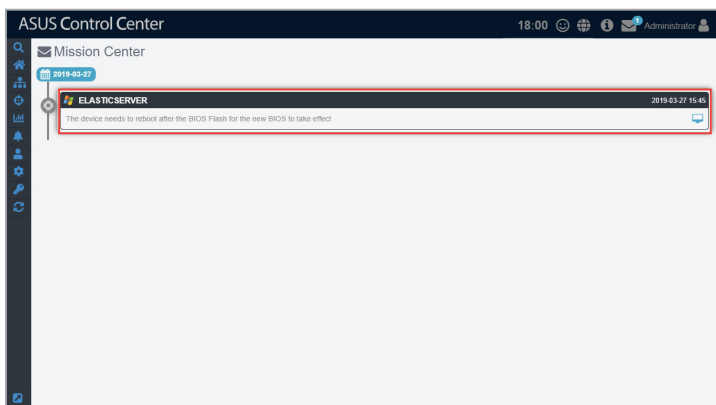 ASUS Control Center
18:00
1
Administrator
Mission Center
2019-03-27
ELASTICSERVER
2019-03-27 15:45
The device needs to reboot after the BIOS Flash for the new BIOS to take effect